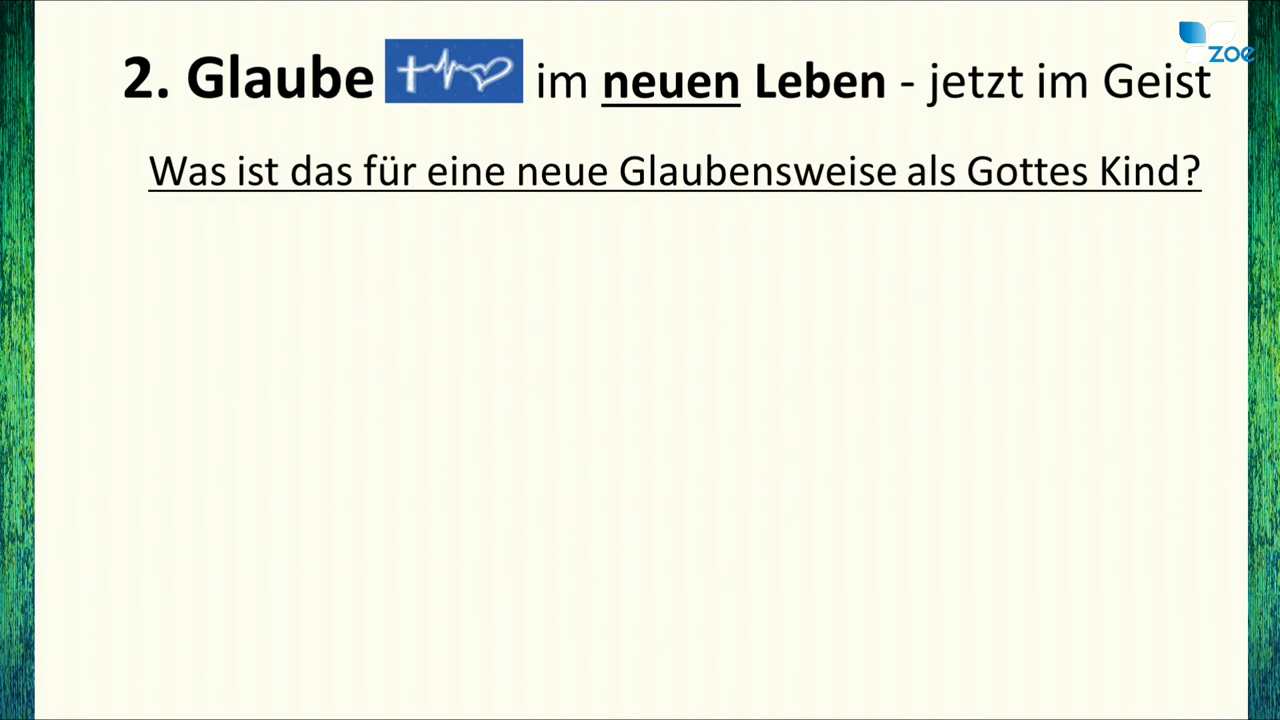 zoe
2. Glaube im neuen Leben - jetzt im Geist
Was ist das für eine neue Glaubensweise als Gottes Kind?